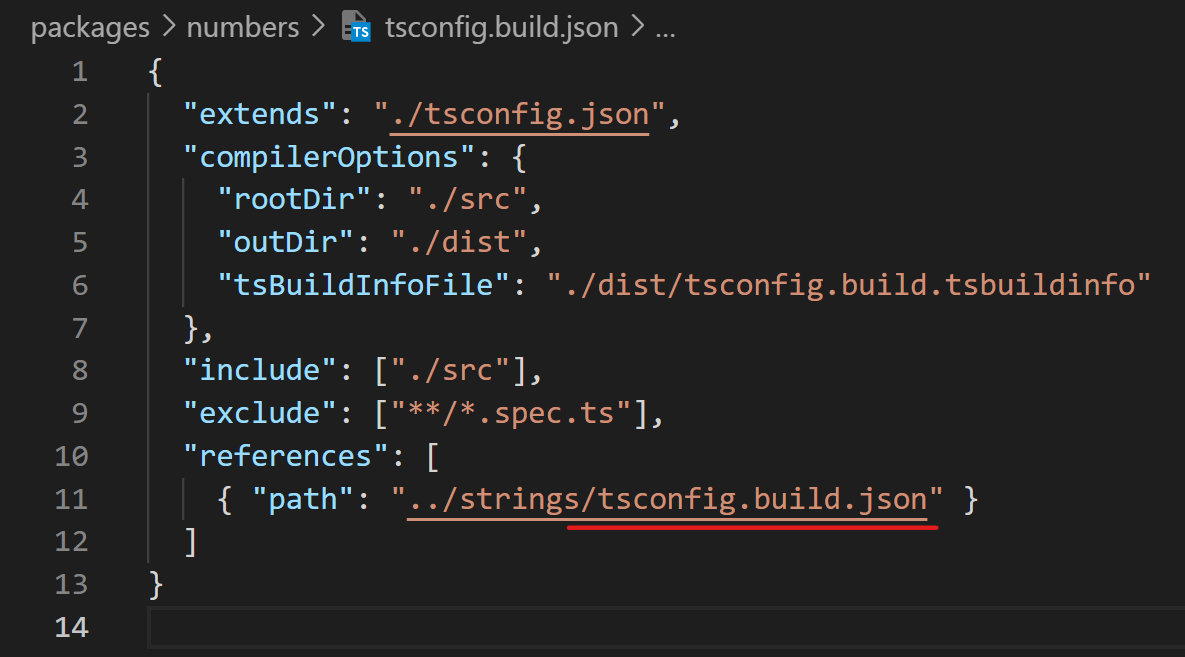 packages > numbers > TS tsconfig.build.json > ...
1 {
2 "extends": "./tsconfig.json",
3 "compilerOptions": {
4 "rootDir": "./src",
5 "outDir": "./dist",
6 "tsBuildInfoFile": "./dist/tsconfig.build.tsbuildinfo"
7 },
8 "include": ["./src"],
9 "exclude": ["**/*.spec.ts"],
10 "references": [
11 { "path": "../strings/tsconfig.build.json" }
12 ]
13 }
14